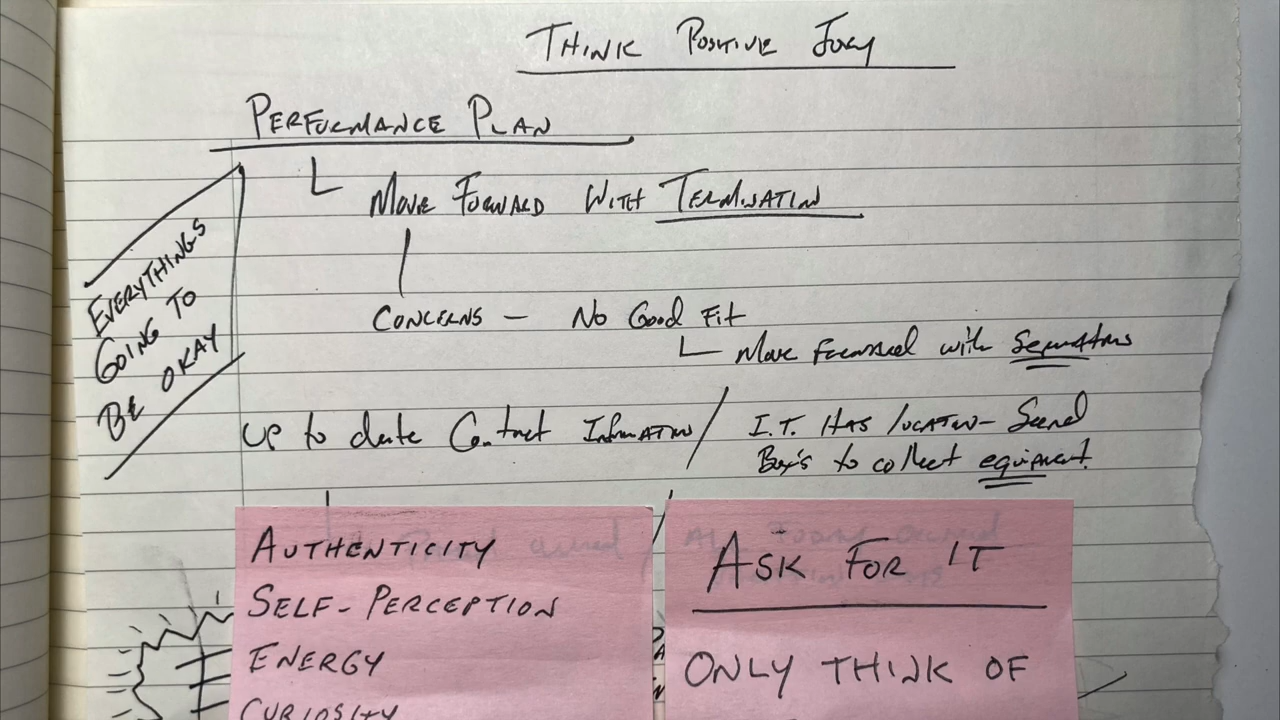 THINK POSITIVE JOEY
PERFORMANCE PLAN
MOVE FORWARD WITH TERMINATION
CONCERNS - NO GOOD FIT
MOVE FORWARD WITH
EVERYTHINGS
GOING TO
BE OKAY
UP to date Contact INFORMATION / I.T. HAS LOCATION - Send
Box's to collect equipment
AUTHENTICITY
SELF-PERCEPTION
ENERGY
CURIOSITY
ASK FOR IT
ONLY THINK OF